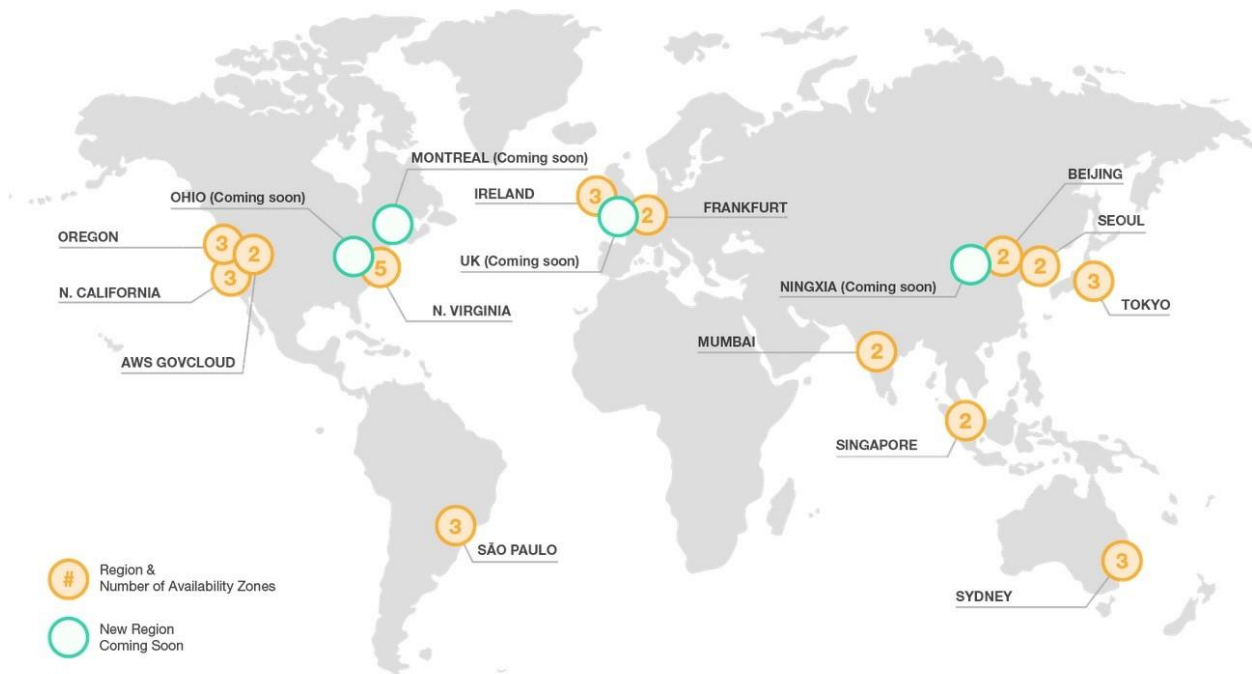 MONTREAL (Coming soon)
BEIJING
OHIO (Coming soon)
IRELAND
3
2
FRANKFURT
SEOUL
OREGON
3
2
5
UK (Coming soon)
2
2
3
N. CALIFORNIA
3
N. VIRGINIA
NINGXIA (Coming soon)
TOKYO
AWS GOVCLOUD
MUMBAI
2
2
SINGAPORE
3
SÃO PAULO
3
SYDNEY
# Region &
Number of Availability Zones
New Region
Coming Soon